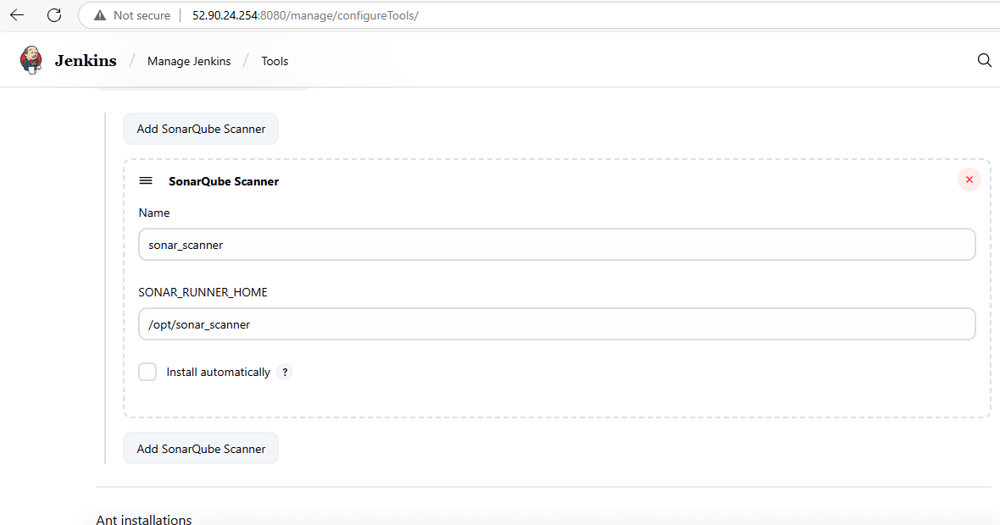 Not secure 52.90.24.254:8080/manage/configureTools/
Jenkins / Manage Jenkins / Tools
Add SonarQube Scanner
SonarQube Scanner
Name
sonar_scanner
SONAR_RUNNER_HOME
/opt/sonar_scanner
Install automatically ?
Add SonarQube Scanner
Ant installations